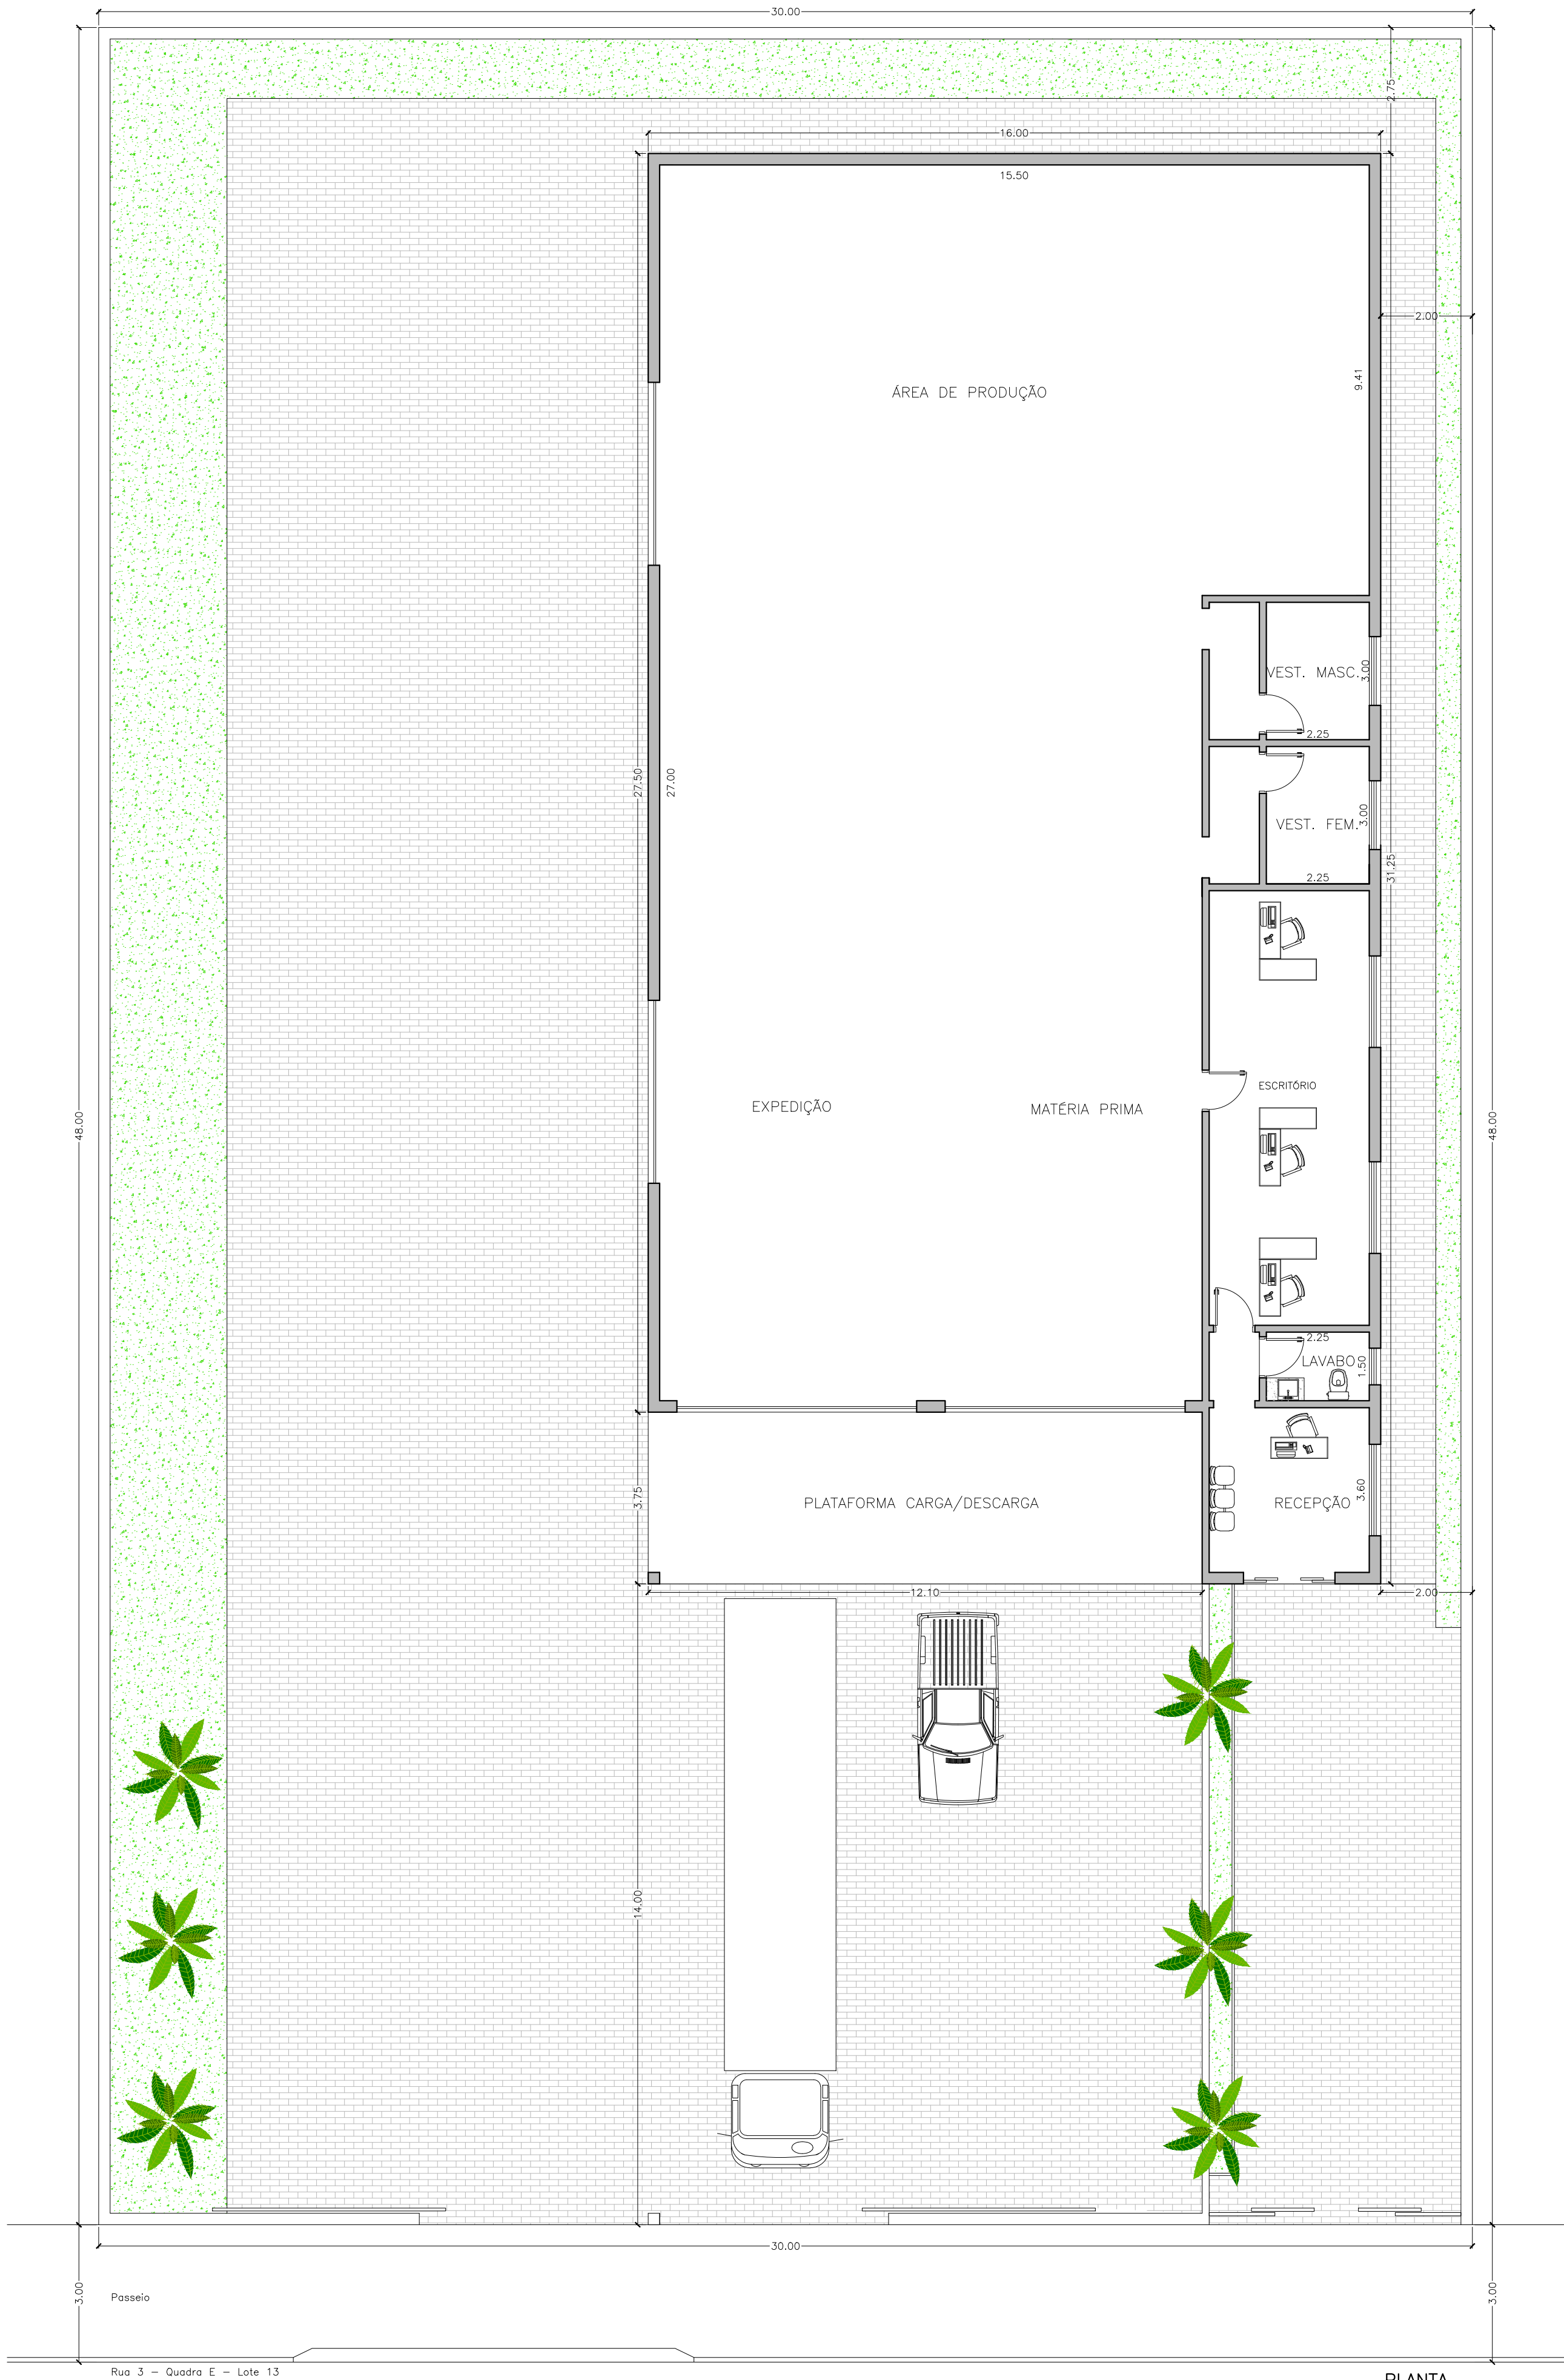 30.00
2.75
16.00
15.50
2.00
9.41
ÁREA DE PRODUÇÃO
VEST. MASC.
3.00
2.25
27.50
27.00
3.00
VEST. FEM.
31.25
2.25
ESCRITÓRIO
EXPEDIÇÃO
MATÉRIA PRIMA
48.00
48.00
2.25
LAVABO
1.50
3.75
PLATAFORMA CARGA/DESCARGA
RECEPÇÃO
3.60
12.10
2.00
14.00
30.00
3.00
Passeio
3.00
Rua 3 - Quadra E - Lote 13
PLANTA